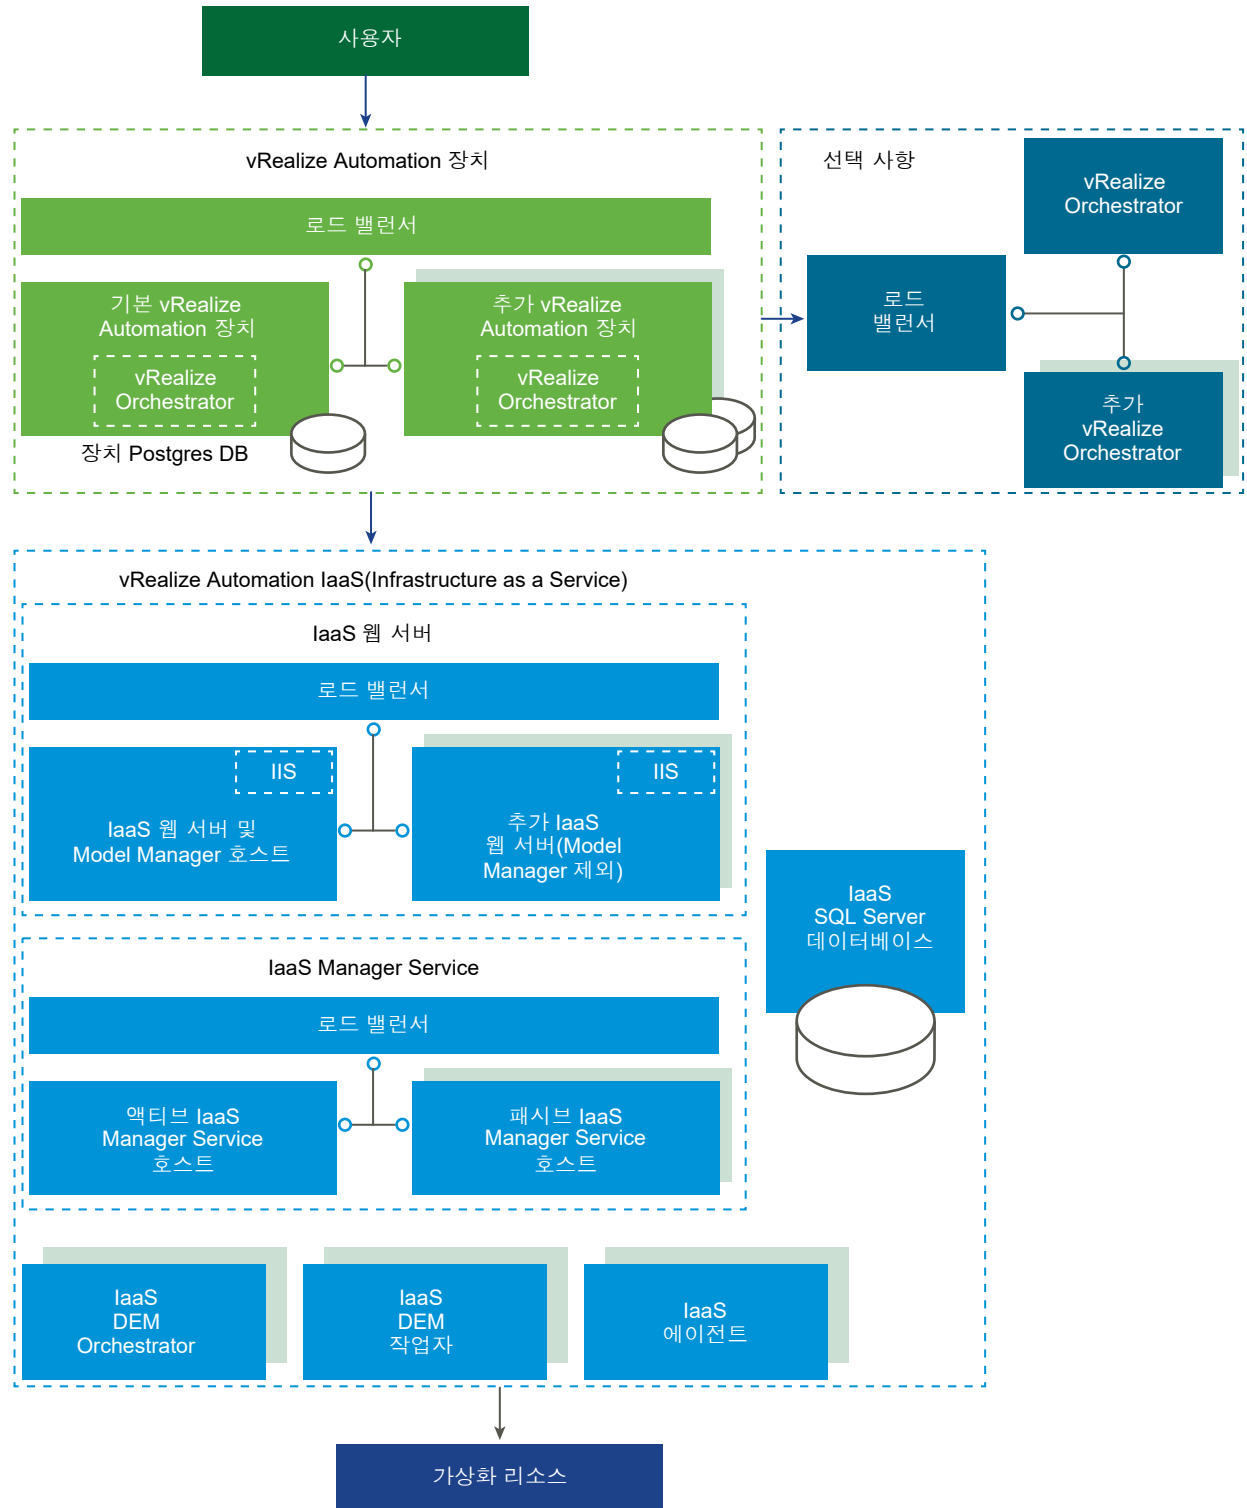 사용자
vRealize Automation 장치
로드 밸런서
기본 vRealize
Automation 장치
vRealize
Orchestrator
추가 vRealize
Automation 장치
vRealize
Orchestrator
장치 Postgres DB
선택 사항
로드
밸런서
vRealize
Orchestrator
추가
vRealize
Orchestrator
vRealize Automation IaaS(Infrastructure as a Service)
IaaS 웹 서버
로드 밸런서
IIS
IaaS 웹 서버 및
Model Manager 호스트
IIS
추가 IaaS
웹 서버(Model
Manager 제외)
IaaS
SQL Server
데이터베이스
IaaS Manager Service
로드 밸런서
액티브 IaaS
Manager Service
호스트
패시브 IaaS
Manager Service
호스트
IaaS
DEM
Orchestrator
IaaS
DEM
작업자
IaaS
에이전트
가상화 리소스